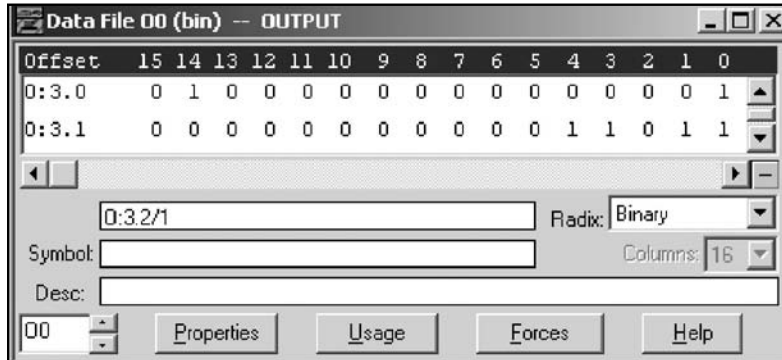 Data File O0 (bin) -- OUTPUT
Offset 15 14 13 12 11 10 9 8 7 6 5 4 3 2 1 0
O:3.0 0 1 0 0 0 0 0 0 0 0 0 0 0 0 0 1
O:3.1 0 0 0 0 0 0 0 0 0 0 0 1 1 0 1 1
O:3.2/1 Radix: Binary
Symbol: Columns: 16
Desc:
O0 Properties Usage Forces Help